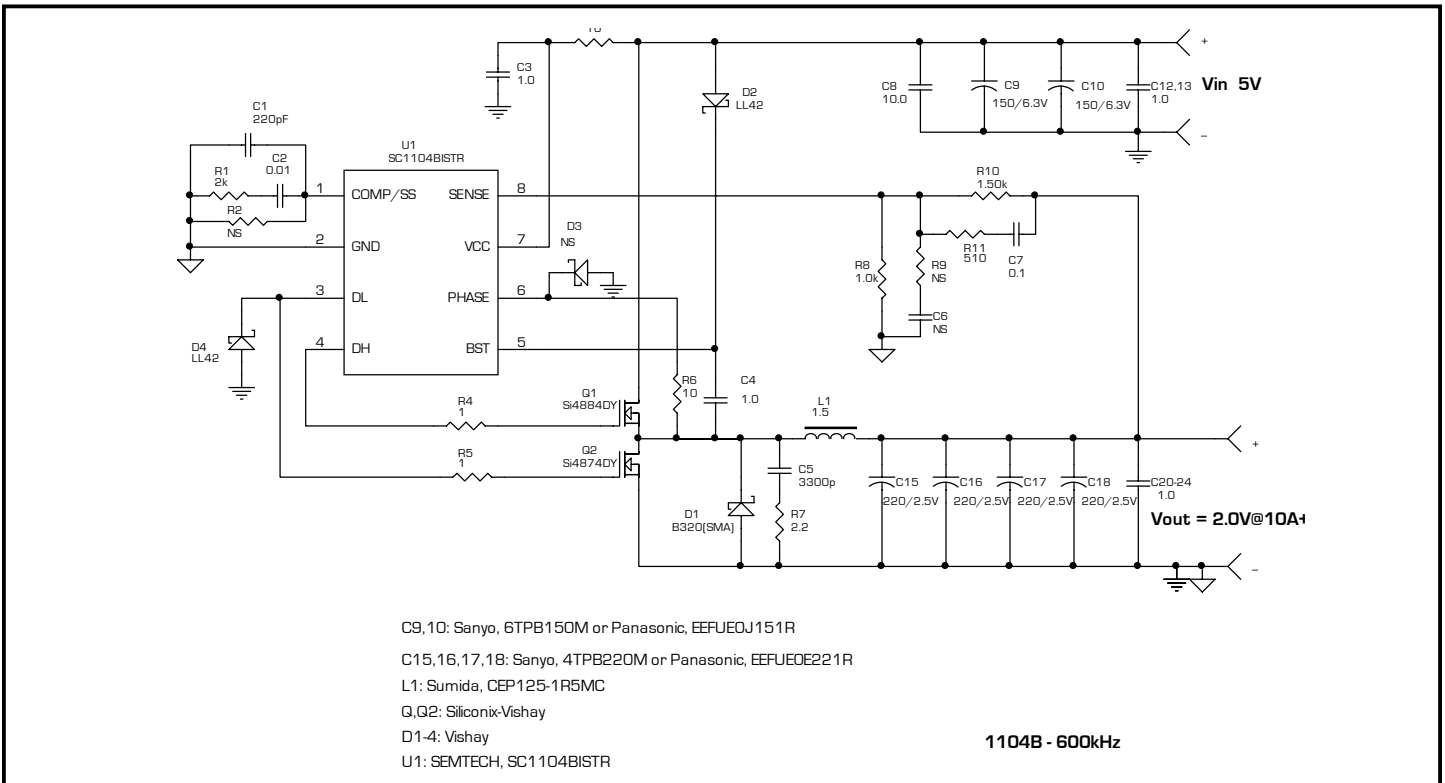 C3
1.0
D2
LL42
C8
10.0
C9
150/6.3V
C10
150/6.3V
C12,13
1.0
+
Vin 5V
–
C1
220pF
C2
0.01
R1
2k
R2
NS
U1
SC1104BISTR
1 COMP/SS SENSE 8
2 GND VCC 7
3 DL PHASE 6
4 DH BST 5
D3
NS
D4
LL42
R10
1.50k
R11
510
C7
0.1
R8
1.0k
R9
NS
C6
NS
R4
1
R5
1
Q1
Si4884DY
Q2
Si4874DY
R6
10
C4
1.0
L1
1.5
D1
B320(SMA)
C5
3300p
R7
2.2
C15
220/2.5V
C16
220/2.5V
C17
220/2.5V
C18
220/2.5V
C20-24
1.0
+
Vout = 2.0V@10A+
–
C9,10: Sanyo, 6TPB150M or Panasonic, EEFUE0J151R
C15,16,17,18: Sanyo, 4TPB220M or Panasonic, EEFUE0E221R
L1: Sumida, CEP125-1R5MC
Q,Q2: Siliconix-Vishay
D1-4: Vishay
U1: SEMTECH, SC1104BISTR
1104B - 600kHz